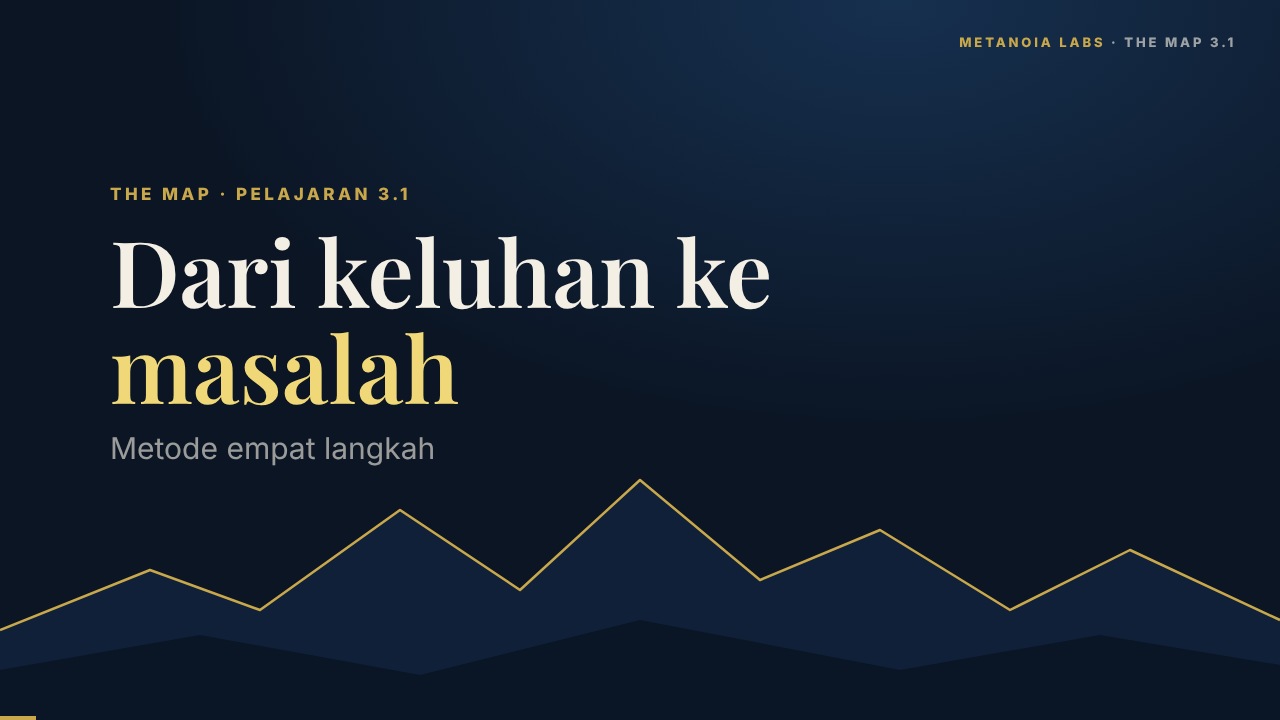 METANOIA LABS · THE MAP 3.1
THE MAP · PELAJARAN 3.1
Dari keluhan ke
masalah
Metode empat langkah